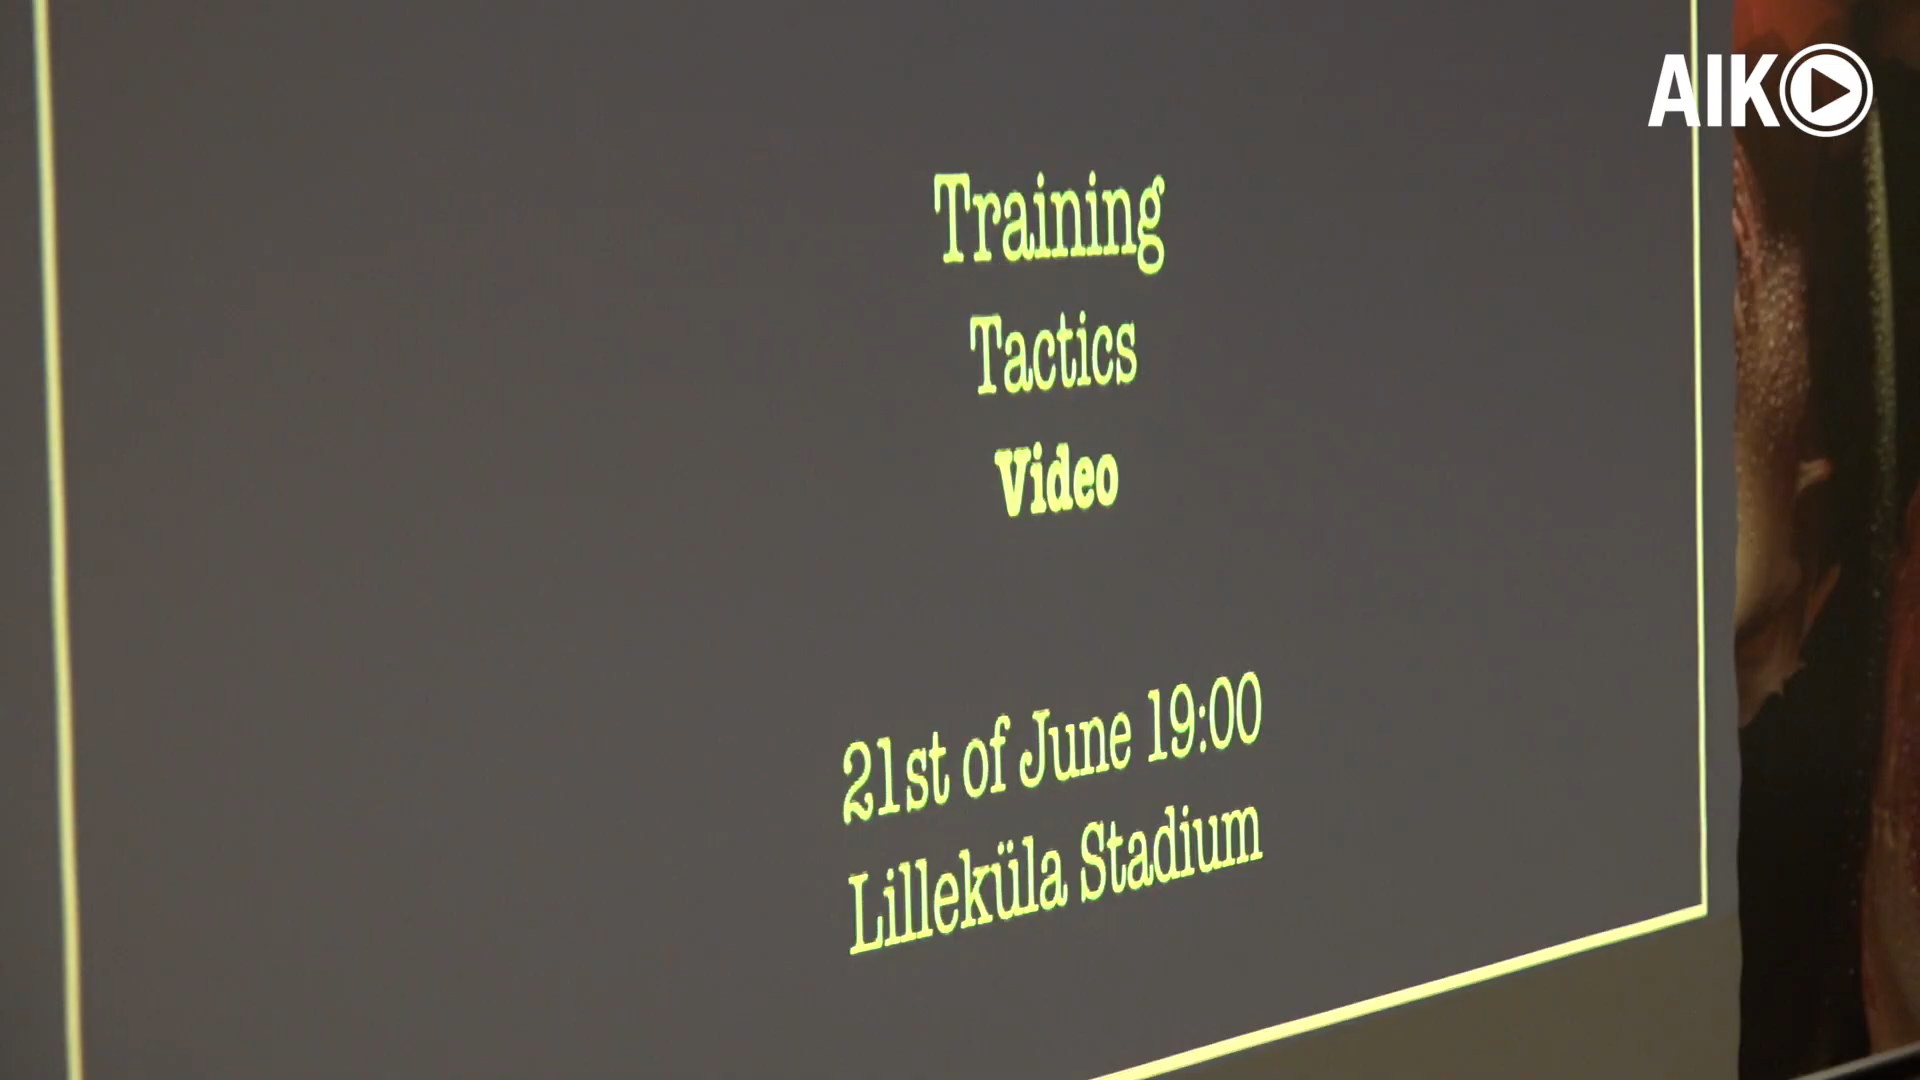 AIK
Training
Tactics
Video
21st of June 19:00
Lilleküla Stadium